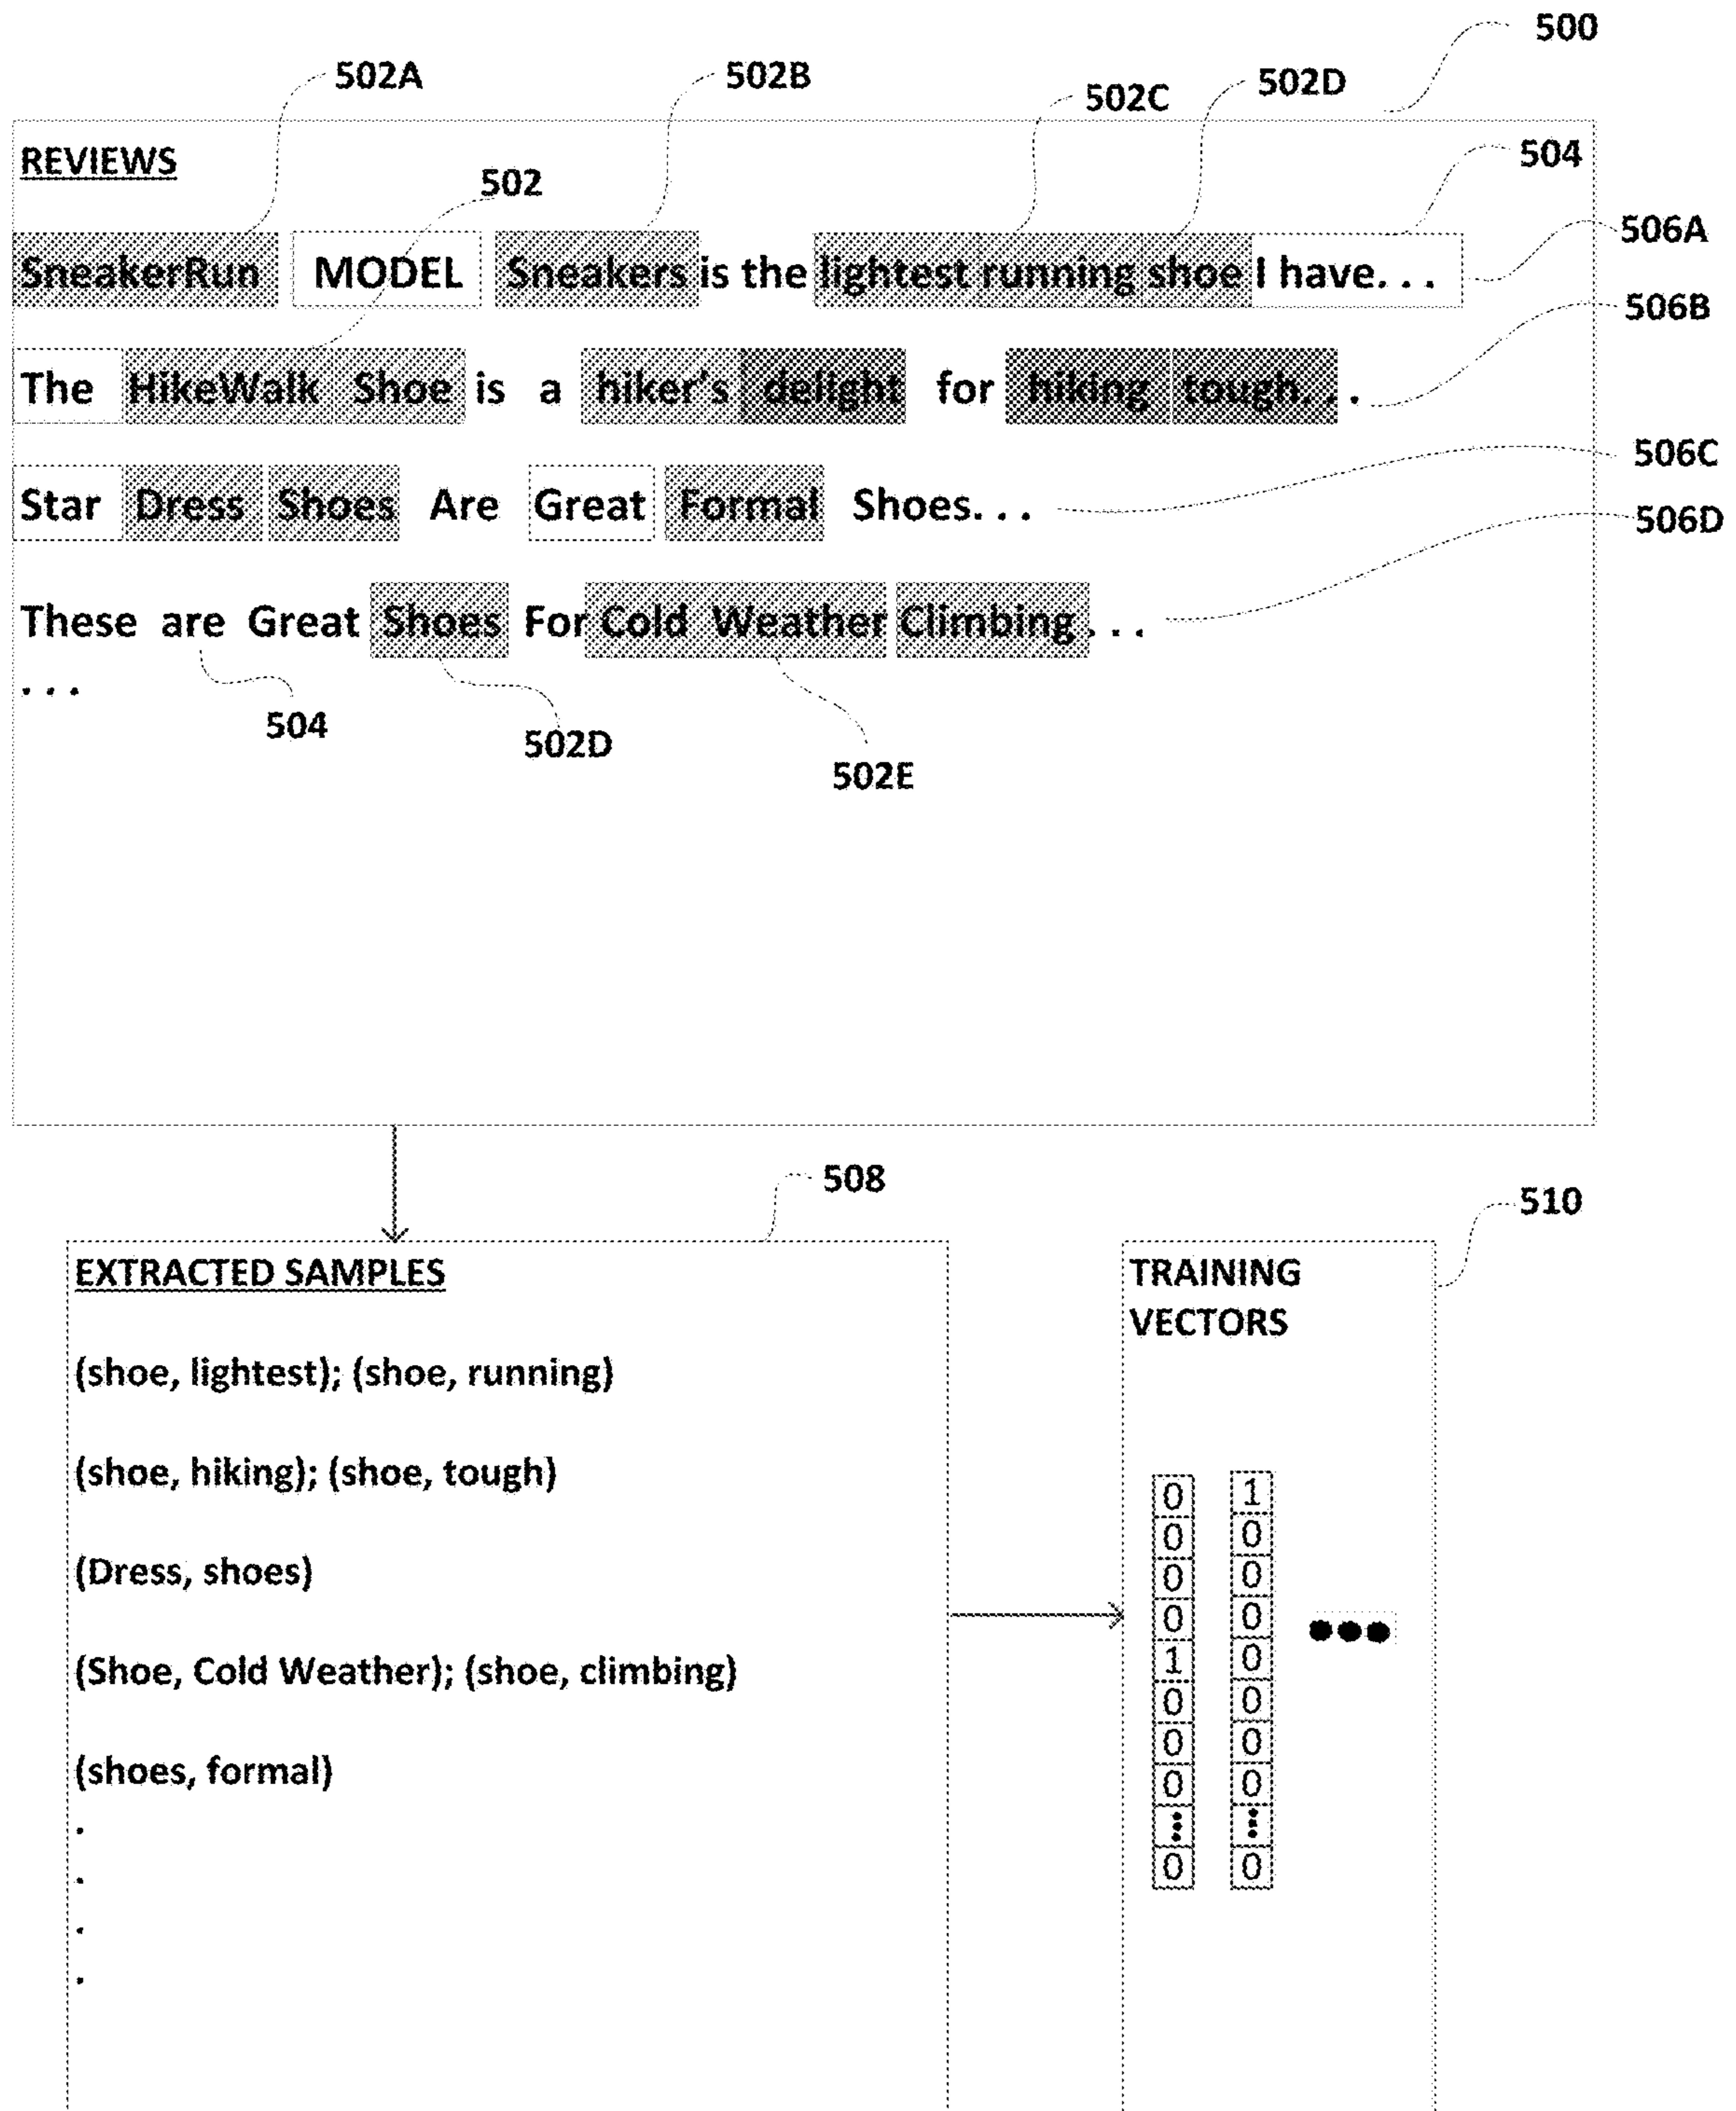 500
502A 502B 502C 502D
REVIEWS 502 504
SneakerRun MODEL Sneakers is the lightest running shoe I have... 506A
506B
The HikeWalk Shoe is a hiker's delight for hiking tough...
506C
Star Dress Shoes Are Great Formal Shoes...
506D
These are Great Shoes For Cold Weather Climbing...
...
504 502D 502E
508 510
EXTRACTED SAMPLES
(shoe, lightest); (shoe, running)
(shoe, hiking); (shoe, tough)
(Dress, shoes)
(Shoe, Cold Weather); (shoe, climbing)
(shoes, formal)
.
.
.
.
TRAINING
VECTORS
0 1
0 0
0 0
0 0
1 0
0 0
0 0
0 0
⋮ ⋮
0 0
●●●